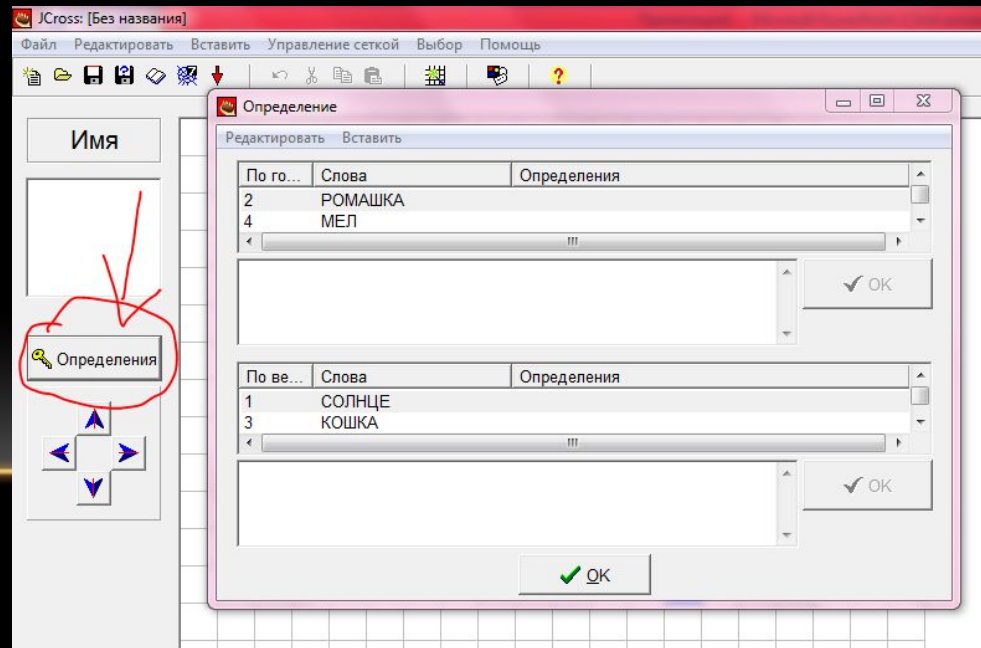 JCross: [Без названия]
Файл Редактировать Вставить Управление сеткой Выбор Помощь
Определение
Редактировать Вставить
Имя
По го... Слова Определения
2 РОМАШКА
4 МЕЛ
OK
Определения
По ве... Слова Определения
1 СОЛНЦЕ
3 КОШКА
OK
OK